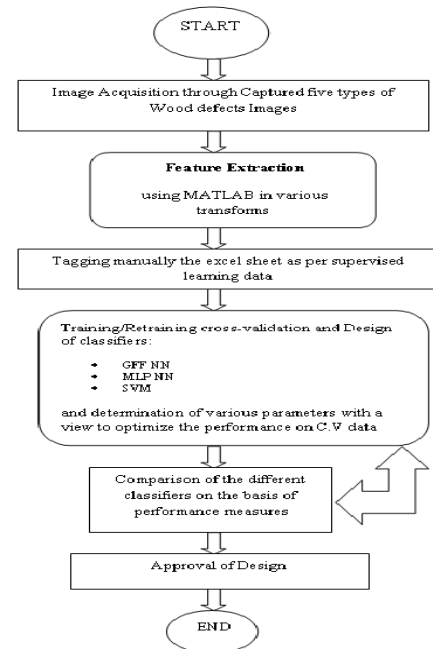 START
Image Acquisition through Captured five types of
Wood defects Images
Feature Extraction
using MATLAB in various
transforms
Tagging manually the excel sheet as per supervised
learning data
Training/Retraining cross-validation and Design
of classifiers:
• GFF NN
• MLP NN
• SVM
and determination of various parameters with a
view to optimize the performance on C.V data
Comparison of the different
classifiers on the basis of
performance measures
Approval of Design
END